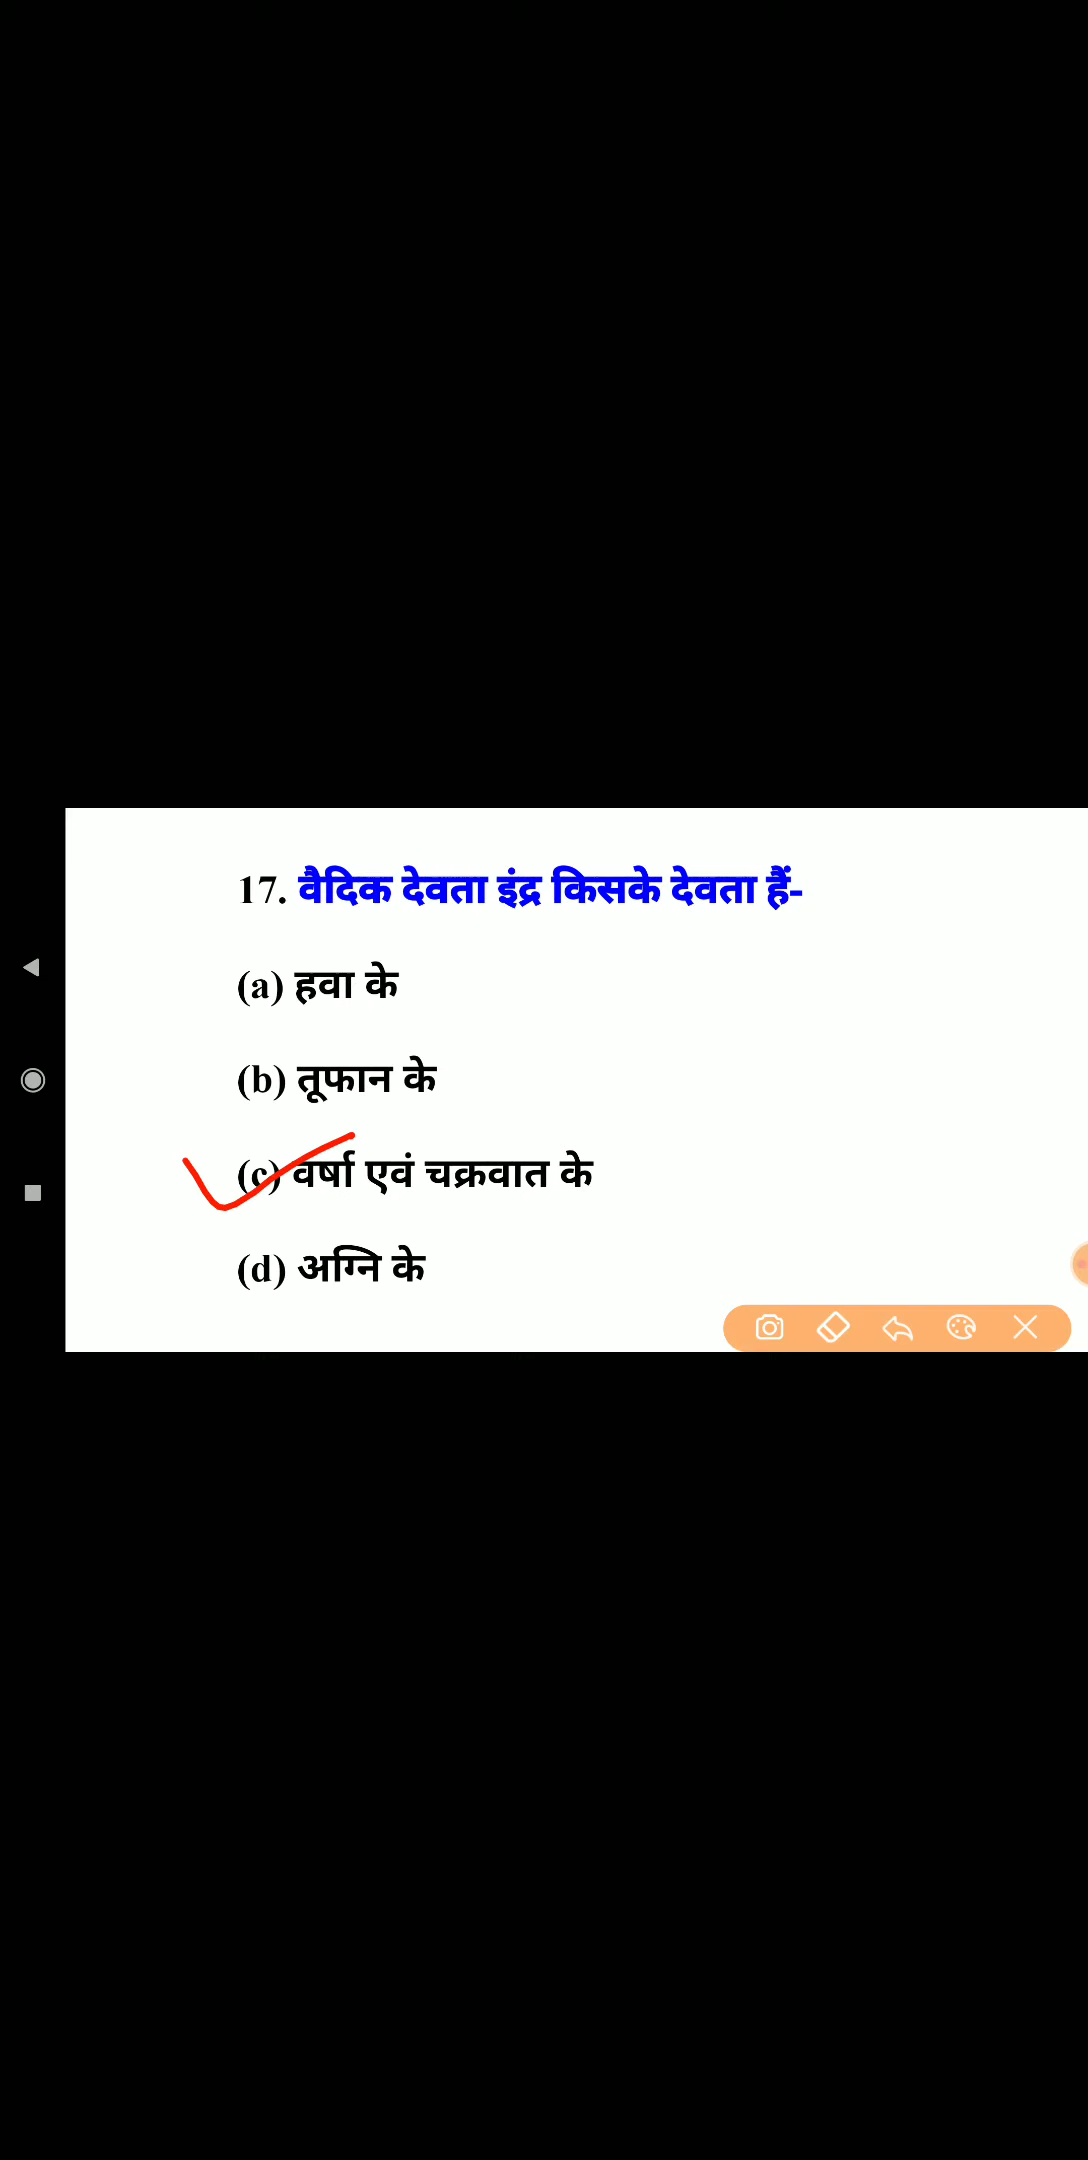 17. वैदिक देवता इंद्र किसके देवता हैं-
(a) हवा के
(b) तूफान के
(c) वर्षा एवं चक्रवात के
(d) अग्नि के